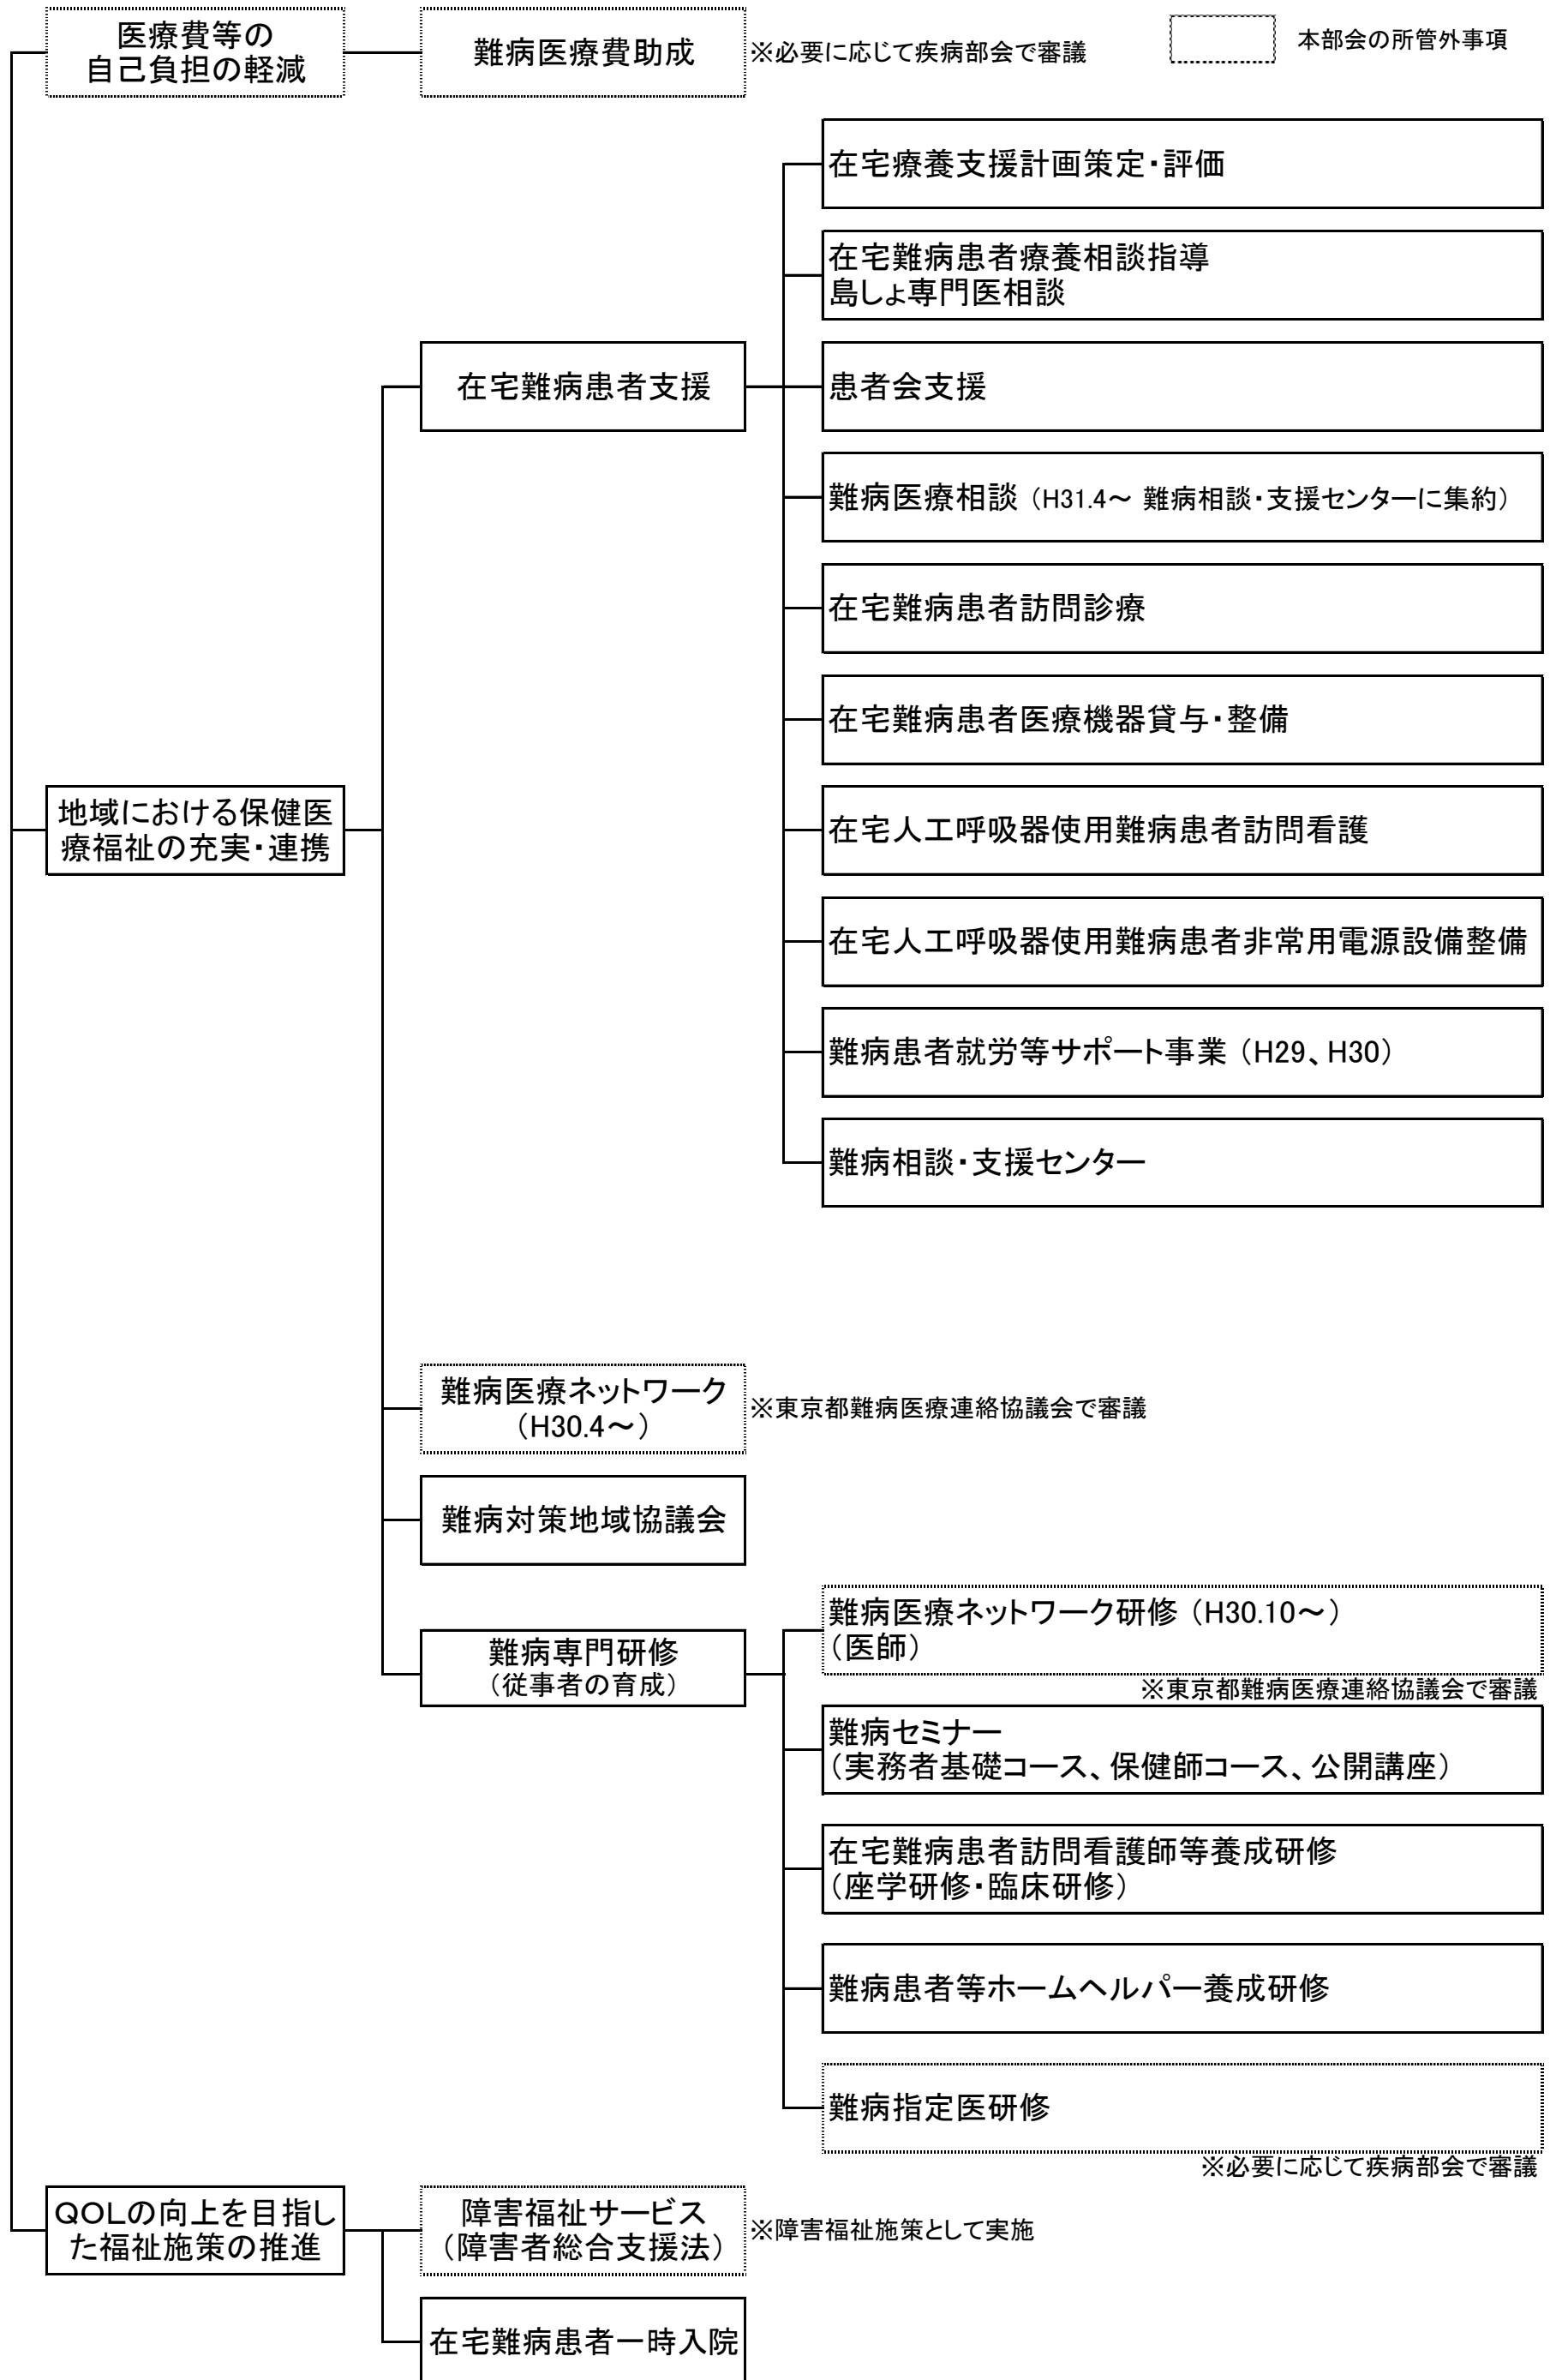 医療費等の
自己負担の軽減
難病医療費助成
※必要に応じて疾病部会で審議
本部会の所管外事項
在宅療養支援計画策定・評価
在宅難病患者療養相談指導
島しょ専門医相談
在宅難病患者支援
患者会支援
難病医療相談（H31.4～ 難病相談・支援センターに集約）
在宅難病患者訪問診療
在宅難病患者医療機器貸与・整備
地域における保健医
療福祉の充実・連携
在宅人工呼吸器使用難病患者訪問看護
在宅人工呼吸器使用難病患者非常用電源設備整備
難病患者就労等サポート事業（H29、H30）
難病相談・支援センター
難病医療ネットワーク
（H30.4～）
※東京都難病医療連絡協議会で審議
難病対策地域協議会
難病専門研修
（従事者の育成）
難病医療ネットワーク研修（H30.10～）
（医師）
※東京都難病医療連絡協議会で審議
難病セミナー
（実務者基礎コース、保健師コース、公開講座）
在宅難病患者訪問看護師等養成研修
（座学研修・臨床研修）
難病患者等ホームヘルパー養成研修
難病指定医研修
※必要に応じて疾病部会で審議
QOLの向上を目指し
た福祉施策の推進
障害福祉サービス
（障害者総合支援法）
※障害福祉施策として実施
在宅難病患者一時入院